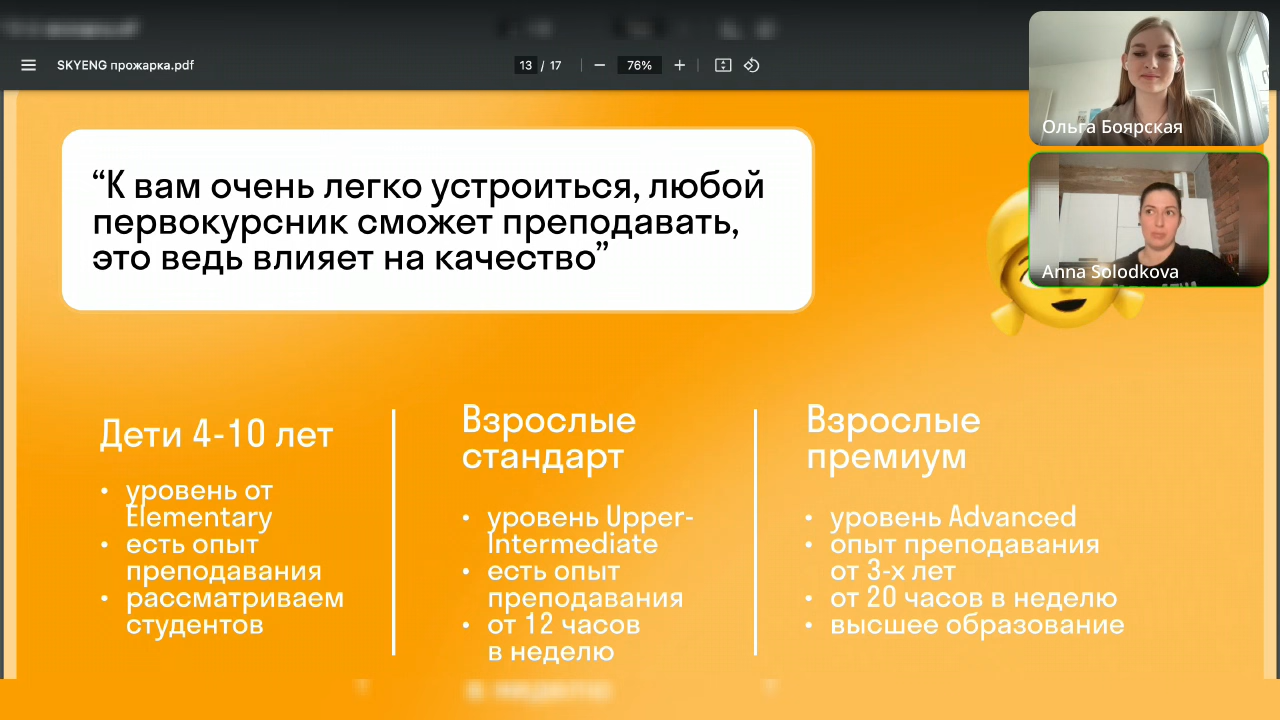 SKYENG прожарка.pdf
13 / 17
76%
Ольга Боярская
Anna Solodkova
“К вам очень легко устроиться, любой
первокурсник сможет преподавать,
это ведь влияет на качество”
Дети 4-10 лет
• уровень от
Elementary
• есть опыт
преподавания
• рассматриваем
студентов
Взрослые
стандарт
• уровень Upper-
Intermediate
• есть опыт
преподавания
• от 12 часов
в неделю
Взрослые
премиум
• уровень Advanced
• опыт преподавания
от 3-х лет
• от 20 часов в неделю
• высшее образование